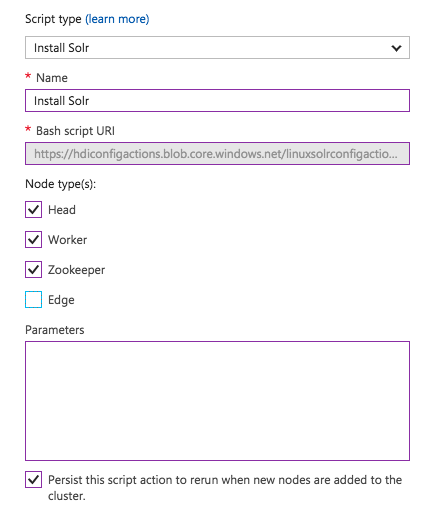 Script type (learn more)
Install Solr
* Name
Install Solr
* Bash script URI
https://hdiconfigactions.blob.core.windows.net/linuxsolrconfigactio...
Node type(s):
Head
Worker
Zookeeper
Edge
Parameters
Persist this script action to rerun when new nodes are added to the
cluster.